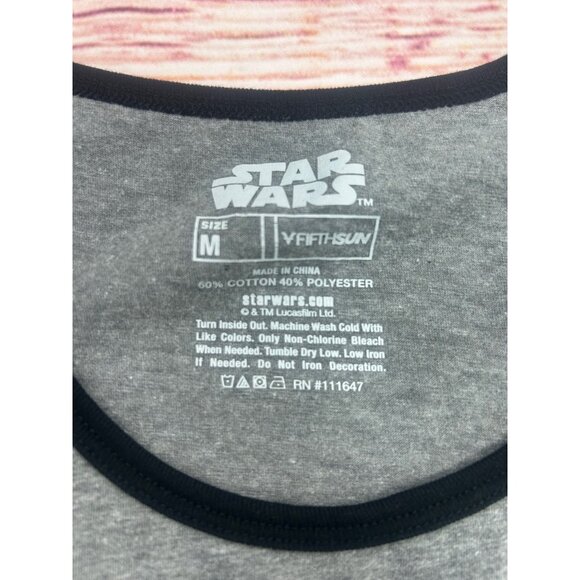 STAR
WARS™
SIZE
M
FIFTHSUN
MADE IN CHINA
60% COTTON 40% POLYESTER
starwars.com
© & TM Lucasfilm Ltd.
Turn Inside Out. Machine Wash Cold With
Like Colors. Only Non-Chlorine Bleach
When Needed. Tumble Dry Low. Low Iron
If Needed. Do Not Iron Decoration.
RN #111647